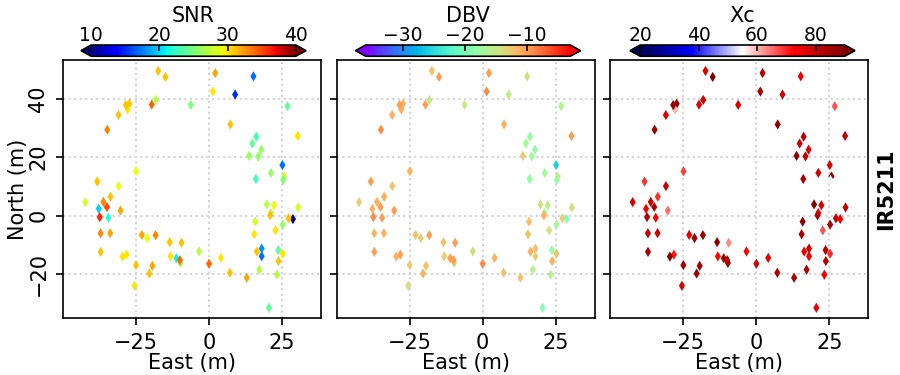 SNR DBV Xc
10 20 30 40 −30 −20 −10 20 40 60 80
40
20
0
−20
North (m)
IR5211
−25 0 25 −25 0 25 −25 0 25
East (m) East (m) East (m)